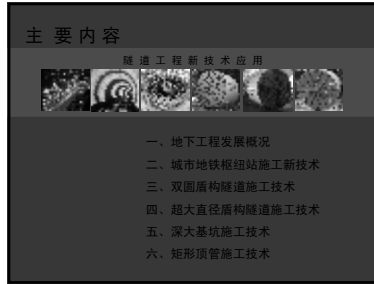 主 要 内 容
隧 道 工 程 新 技 术 应 用
一、地下工程发展概况
二、城市地铁枢纽站施工新技术
三、双圆盾构隧道施工技术
四、超大直径盾构隧道施工技术
五、深大基坑施工技术
六、矩形顶管施工技术